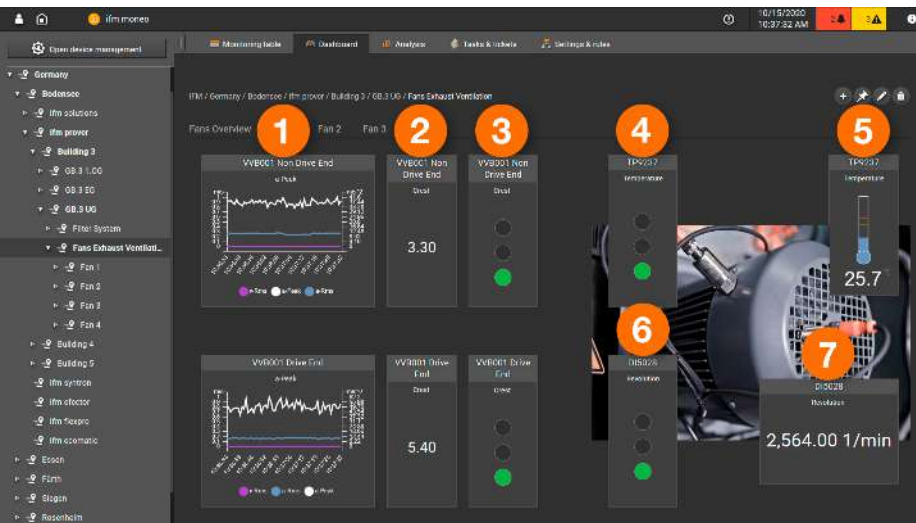 ifm moneo
10/15/2020
10:37:32 AM
2
3
Open device management
Monitoring table
Dashboard
Analysis
Tasks & tickets
Settings & rules
Germany
Bodensee
ifm solutions
ifm prover
Building 3
GB.3 1.OG
GB.3 EG
GB.3 UG
Filter System
Fans Exhaust Ventilati...
Fan 1
Fan 2
Fan 3
Fan 4
Building 4
Building 5
ifm syntron
ifm efector
ifm flexpro
ifm ecomatic
Essen
Fürth
Siegen
Rosenheim
IFM / Germany / Bodensee / ifm prover / Building 3 / GB.3 UG / Fans Exhaust Ventilation
Fans Overview
Fan 2
Fan 3
1
2
3
4
5
VVB001 Non Drive End
a-Peak
a-Rms
a-Peak
v-Rms
VVB001 Non
Drive End
Crest
3.30
VVB001 Non
Drive End
Crest
TP9237
Temperature
TP9237
Temperature
25.7
6
7
VVB001 Drive End
a-Peak
a-Peak
VVB001 Drive
End
Crest
5.40
VVB001 Drive
End
Crest
DI5028
Revolution
DI5028
Revolution
2,564.00 1/min